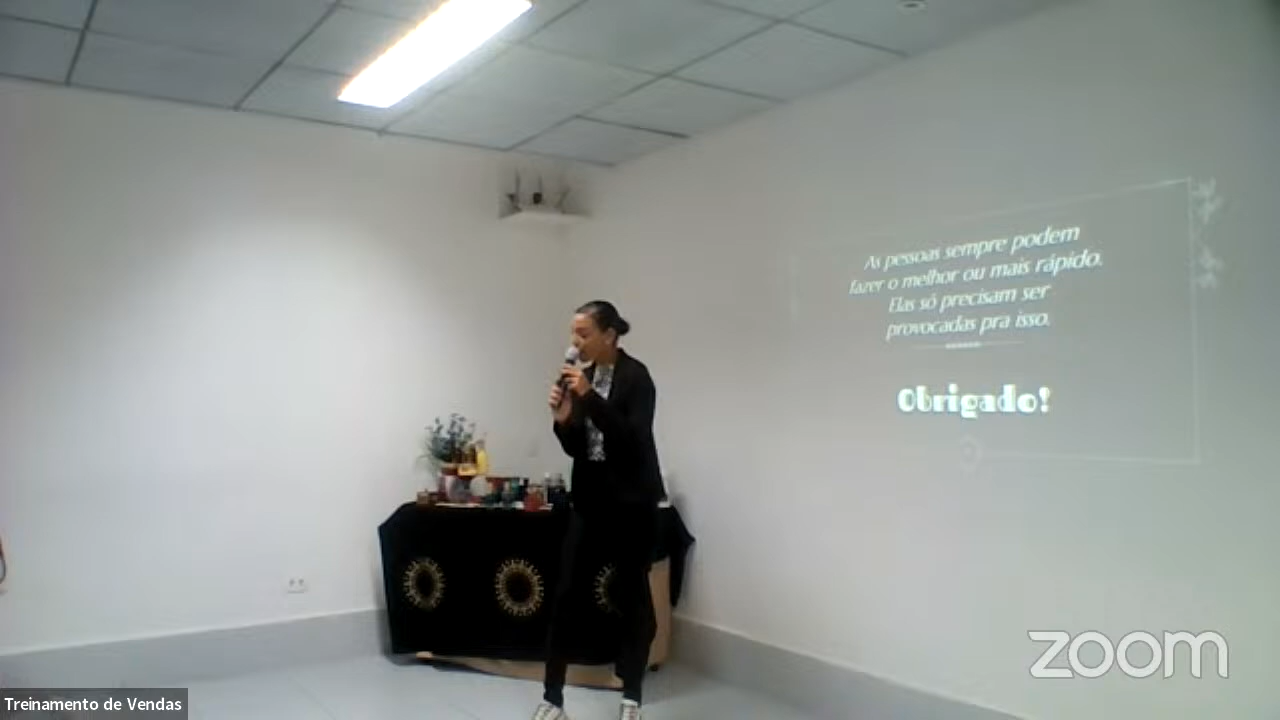 As pessoas sempre podem
fazer o melhor ou mais rápido.
Elas só precisam ser
provocadas pra isso.
Obrigado!
zoom
Treinamento de Vendas